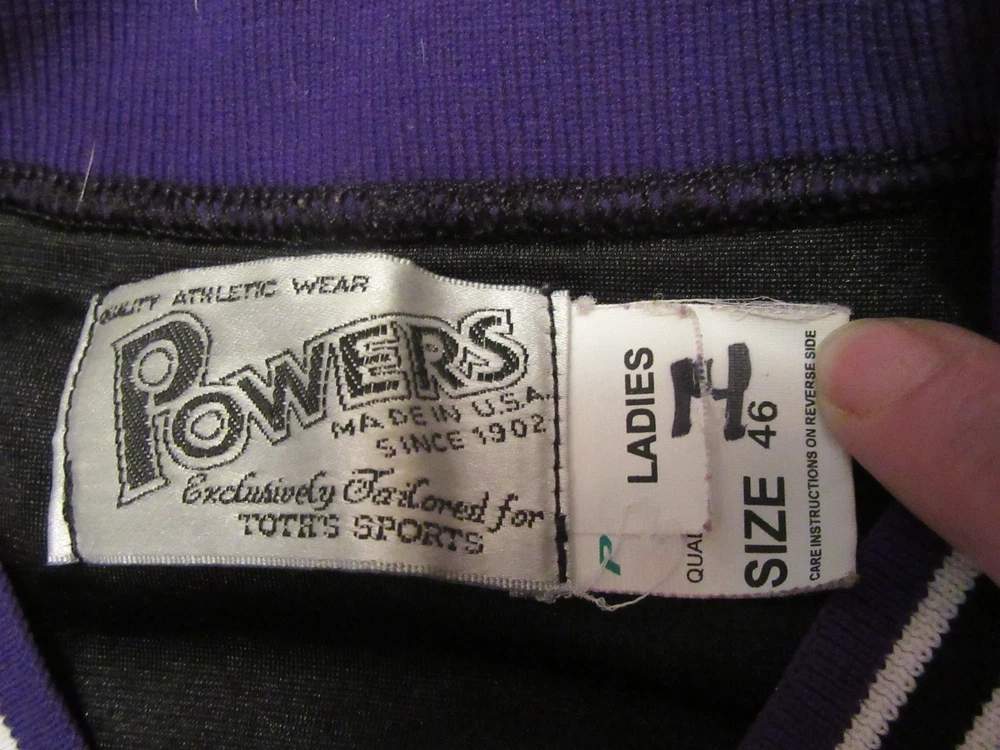 QUALITY ATHLETIC WEAR
POWERS
MADE IN U.S.A.
SINCE 1902
Exclusively Tailored for
TOTH'S SPORTS
LADIES
QUAL
SIZE 46
CARE INSTRUCTIONS ON REVERSE SIDE